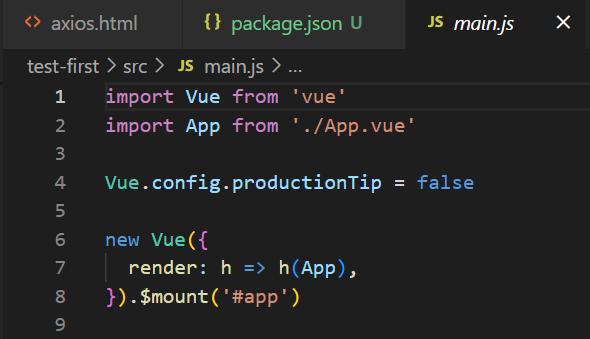 <> axios.html {} package.json U JS main.js ×
test-first > src > JS main.js > ...
1 import Vue from 'vue'
2 import App from './App.vue'
3
4 Vue.config.productionTip = false
5
6 new Vue({
7   render: h => h(App),
8 }).$mount('#app')
9